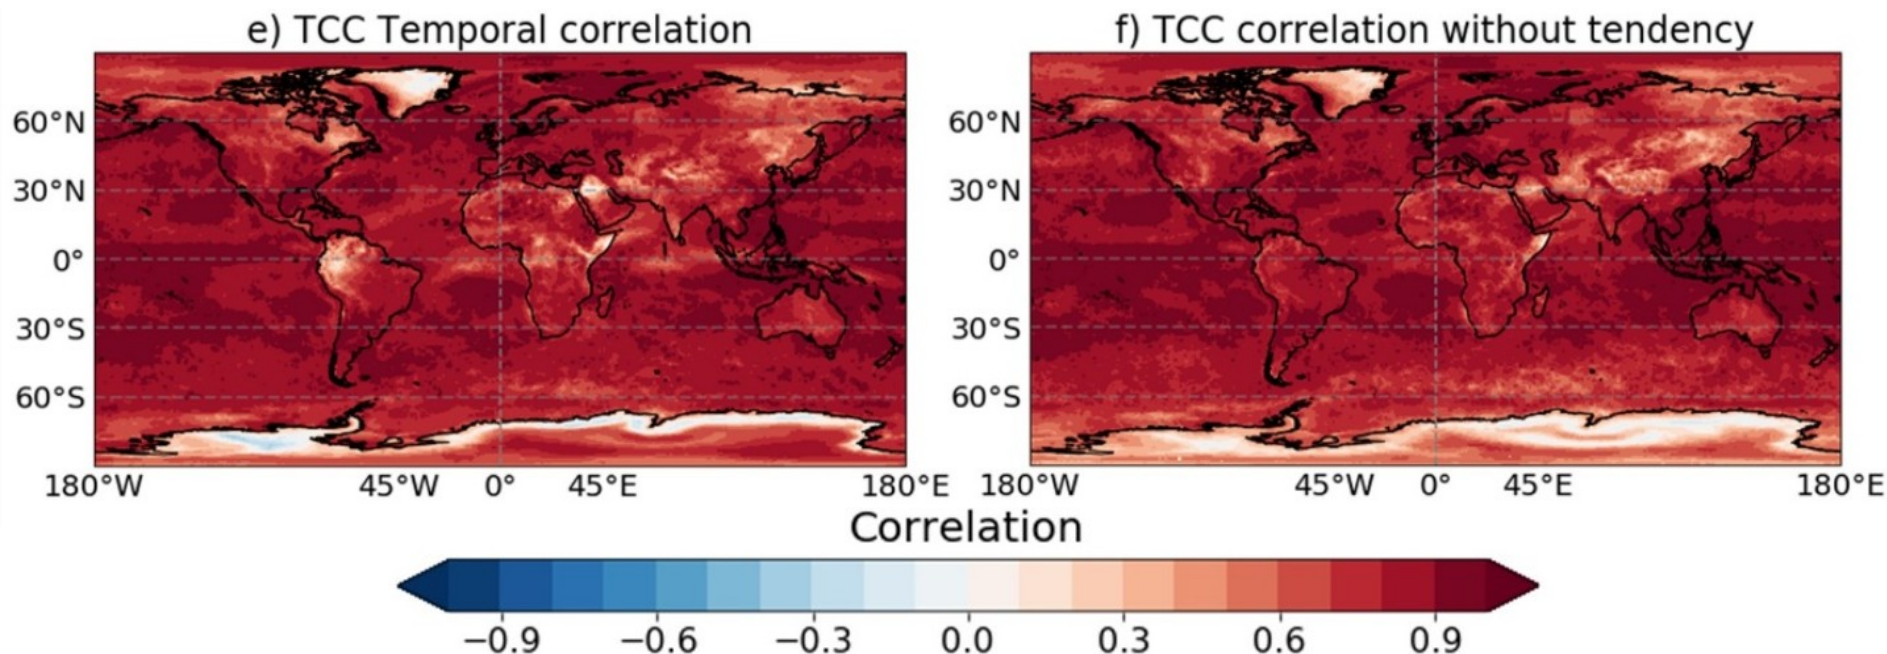 e) TCC Temporal correlation
f) TCC correlation without tendency
60°N
30°N
0°
30°S
60°S
180°W 45°W 0° 45°E 180°E
60°N
30°N
0°
30°S
60°S
180°W 45°W 0° 45°E 180°E
Correlation
−0.9 −0.6 −0.3 0.0 0.3 0.6 0.9